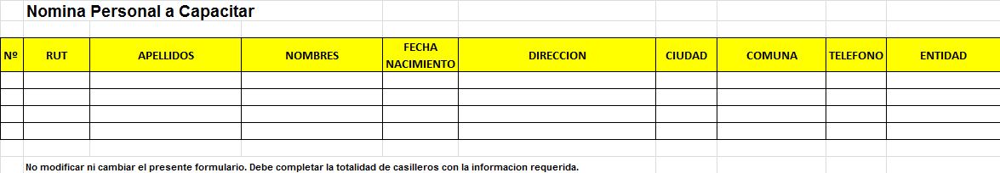 Nomina Personal a Capacitar
Nº RUT APELLIDOS NOMBRES FECHA NACIMIENTO DIRECCION CIUDAD COMUNA TELEFONO ENTIDAD
No modificar ni cambiar el presente formulario. Debe completar la totalidad de casilleros con la informacion requerida.